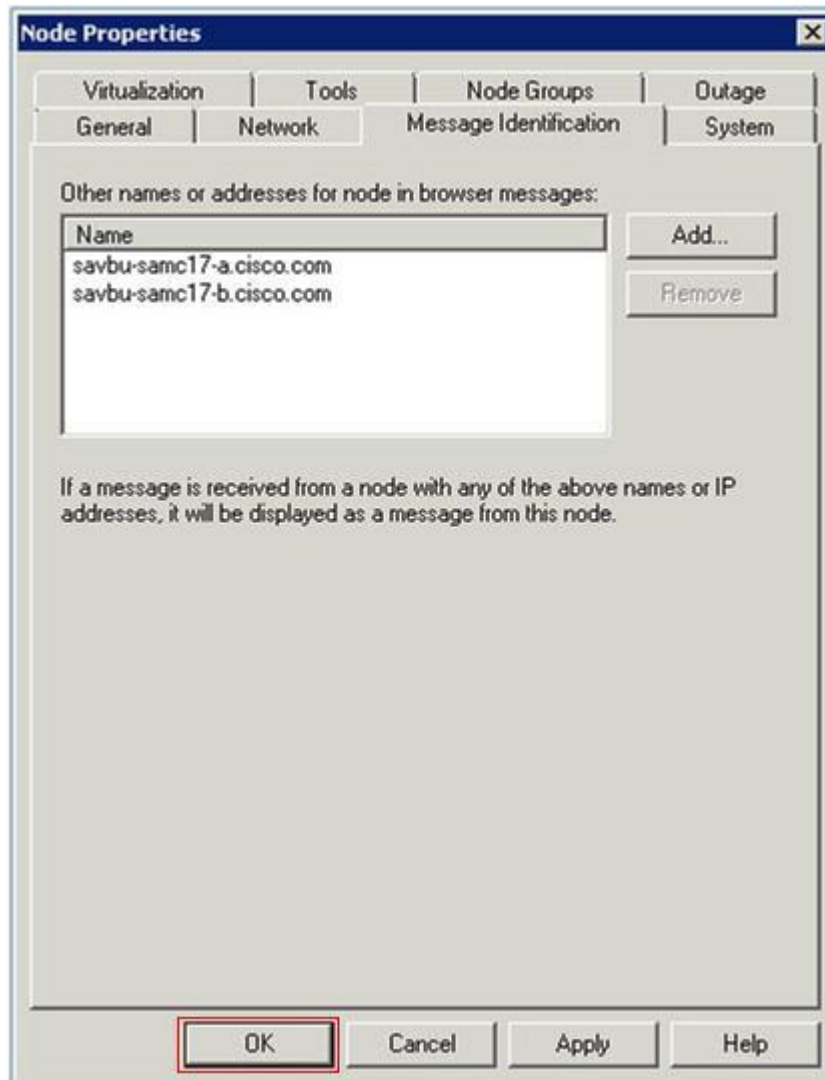 Node Properties
Virtualization Tools Node Groups Outage
General Network Message Identification System
Other names or addresses for node in browser messages:
Name
Add...
savbu-samc17-a.cisco.com
savbu-samc17-b.cisco.com
Remove
If a message is received from a node with any of the above names or IP
addresses, it will be displayed as a message from this node.
OK Cancel Apply Help